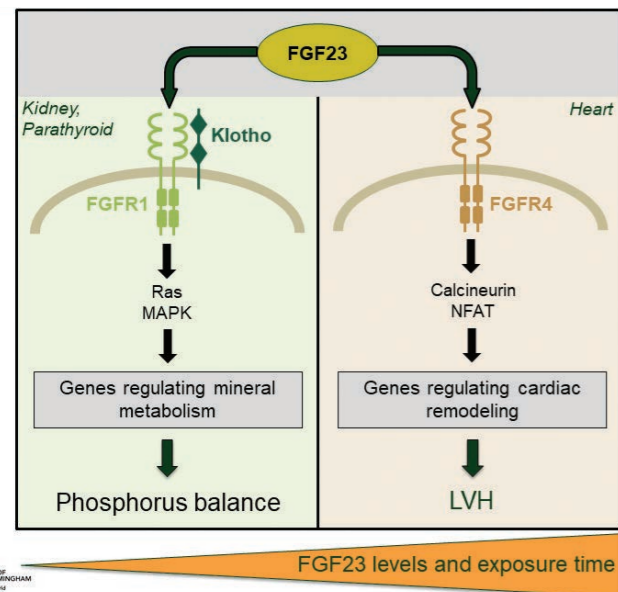 FGF23
Kidney,
Parathyroid
Klotho
FGFR1
Ras
MAPK
Genes regulating mineral
metabolism
Phosphorus balance
Heart
FGFR4
Calcineurin
NFAT
Genes regulating cardiac
remodeling
LVH
FGF23 levels and exposure time